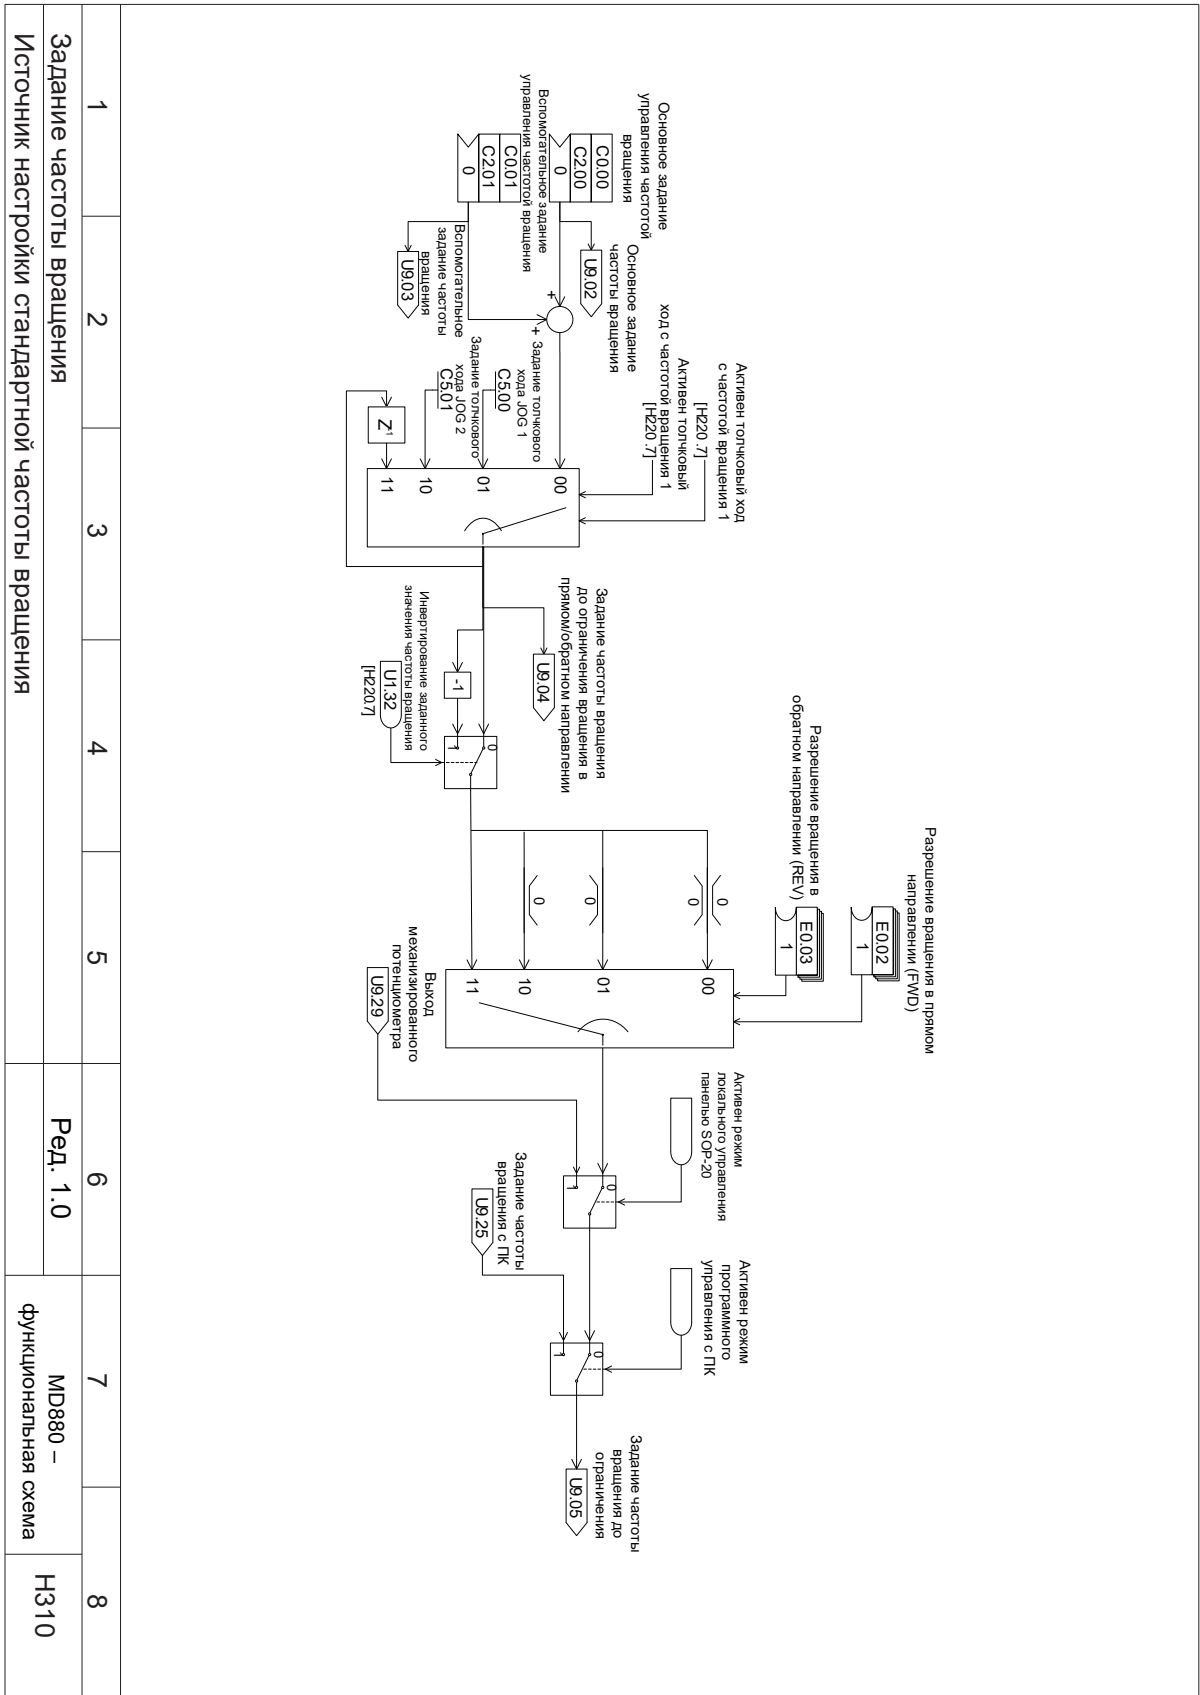 Основное задание
управления частотой
вращения
C0.00
C2.00
0
Вспомогательное задание
управления частотой вращения
C0.01
C2.01
0
U9.02
Основное задание
частоты вращения
U9.03
Вспомогательное
задание частоты
вращения
+
+
Активен толчковый ход
с частотой вращения 1
[H220 .7]
Активен толчковый
ход с частотой вращения 1
[H220 .7]
Задание толчкового
хода JOG 1
C5.00
Задание толчкового
хода JOG 2
C5.01
Z-1
00
01
10
11
Задание частоты вращения
до ограничения вращения в
прямом/обратном направлении
U9.04
-1
Инвертирование заданного
значения частоты вращения
U1.32
[H220.7]
0
1
Разрешение вращения в прямом
направлении (FWD)
E0.02
1
Разрешение вращения в
обратном направлении (REV)
E0.03
1
0
0
0
0
00
01
10
11
Выход
механизированного
потенциометра
U9.29
Активен режим
локального управления
панелью SOP-20
0
1
Задание частоты
вращения с ПК
U9.25
Активен режим
программного
управления с ПК
0
1
Задание частоты
вращения до
ограничения
U9.05
1
2
3
4
5
6
7
8
Задание частоты вращения
Источник настройки стандартной частоты вращения
Ред. 1.0
MD880 –
функциональная схема
H310